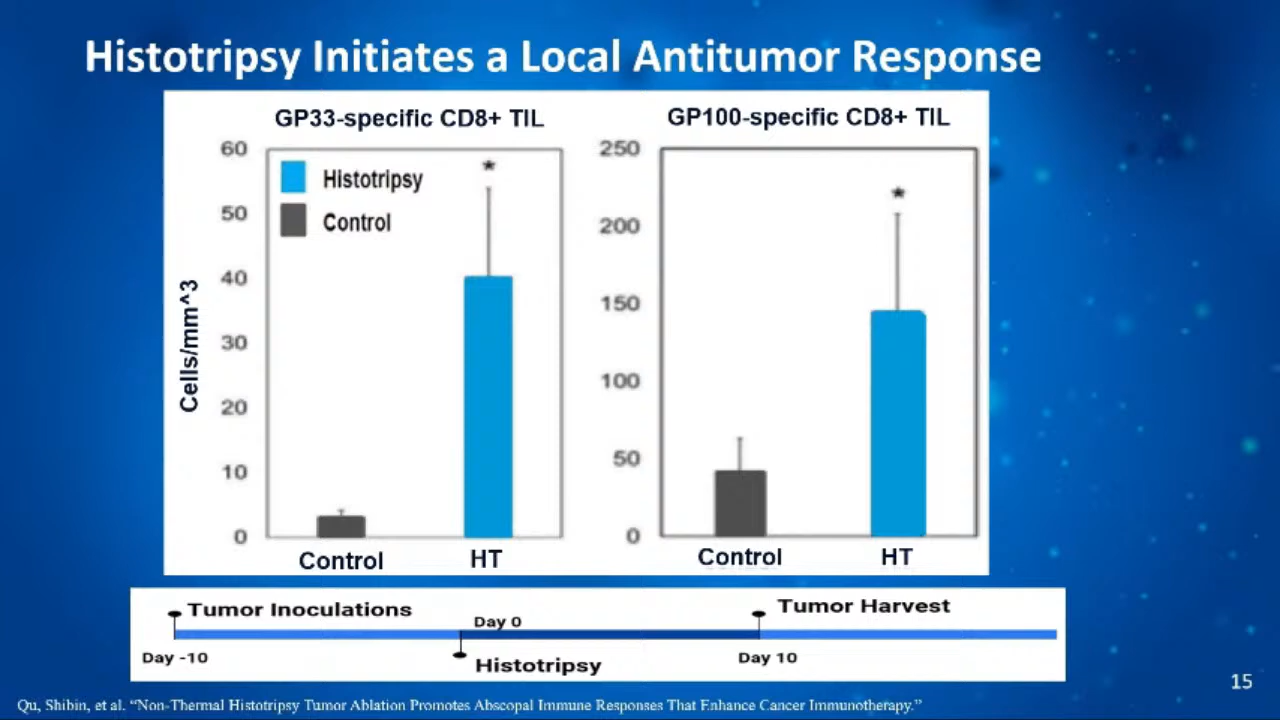 Histotripsy Initiates a Local Antitumor Response
GP33-specific CD8+ TIL
GP100-specific CD8+ TIL
Cells/mm^3
60
50
40
30
20
10
0
Histotripsy
Control
*
Control
HT
250
200
150
100
50
0
*
Control
HT
Tumor Inoculations
Day 0
Tumor Harvest
Day -10
Histotripsy
Day 10
15
Qu, Shibin, et al. “Non-Thermal Histotripsy Tumor Ablation Promotes Abscopal Immune Responses That Enhance Cancer Immunotherapy.”